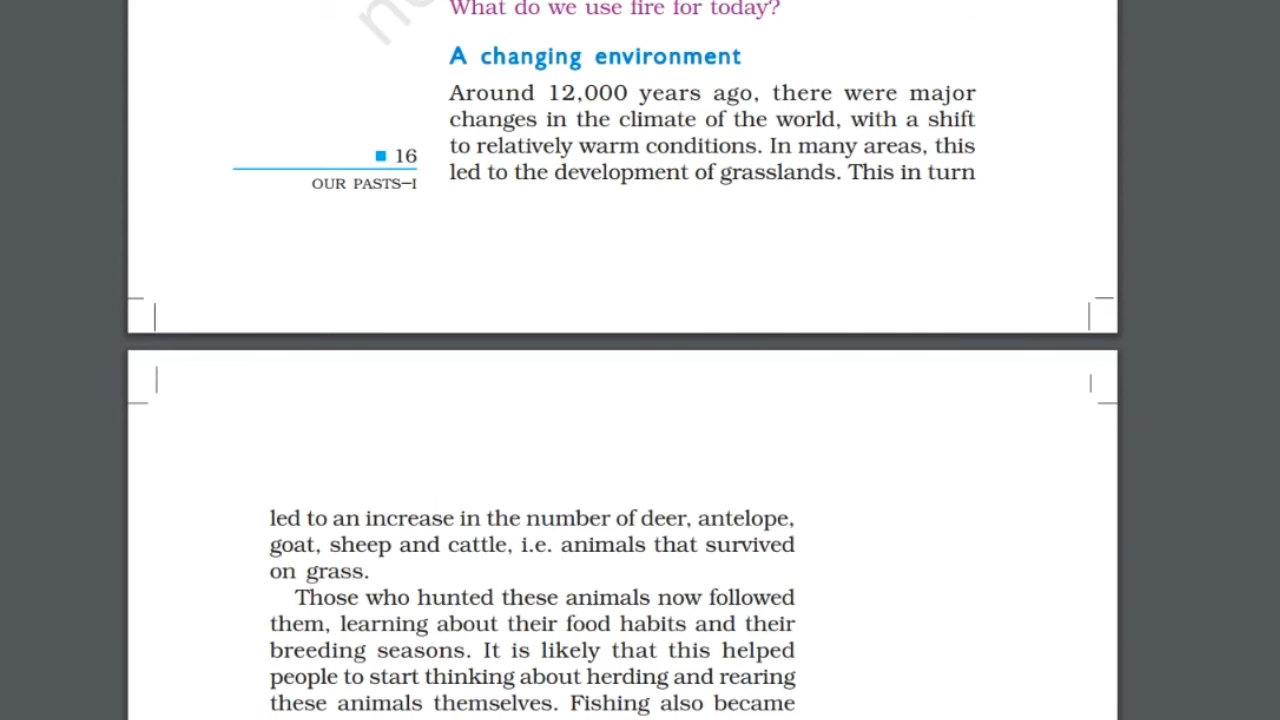 What do we use fire for today?
A changing environment
Around 12,000 years ago, there were major
changes in the climate of the world, with a shift
to relatively warm conditions. In many areas, this
led to the development of grasslands. This in turn
16
OUR PASTS–I
led to an increase in the number of deer, antelope,
goat, sheep and cattle, i.e. animals that survived
on grass.
Those who hunted these animals now followed
them, learning about their food habits and their
breeding seasons. It is likely that this helped
people to start thinking about herding and rearing
these animals themselves. Fishing also became